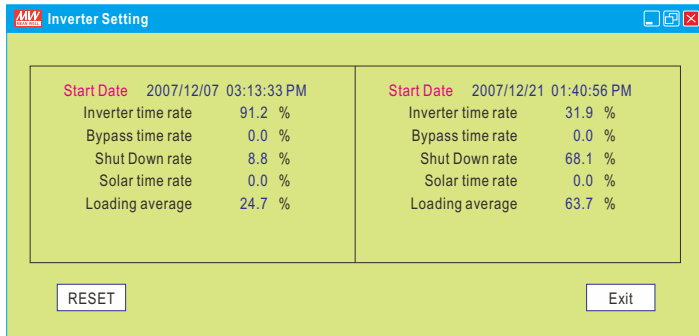 MW MEAN WELL Inverter Setting
Start Date 2007/12/07 03:13:33 PM
Inverter time rate 91.2 %
Bypass time rate 0.0 %
Shut Down rate 8.8 %
Solar time rate 0.0 %
Loading average 24.7 %
Start Date 2007/12/21 01:40:56 PM
Inverter time rate 31.9 %
Bypass time rate 0.0 %
Shut Down rate 68.1 %
Solar time rate 0.0 %
Loading average 63.7 %
RESET
Exit